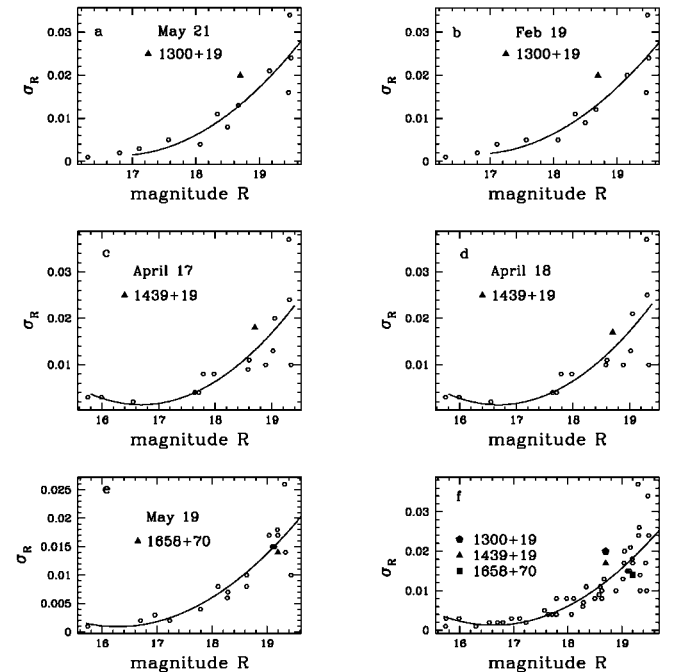 a
May 21
▲ 1300+19
0.03
0.02
0.01
0
σR
17 18 19
magnitude R
b
Feb 19
▲ 1300+19
0.03
0.02
0.01
0
σR
16 17 18 19
magnitude R
c
April 17
▲ 1439+19
0.03
0.02
0.01
σR
16 17 18 19
magnitude R
d
April 18
▲ 1439+19
0.03
0.02
0.01
σR
16 17 18 19
magnitude R
e
May 19
▲ 1658+70
0.025
0.02
0.015
0.01
0.005
0
σR
16 17 18 19
magnitude R
f
1300+19
▲ 1439+19
■ 1658+70
0.03
0.02
0.01
0
σR
16 17 18 19
magnitude R